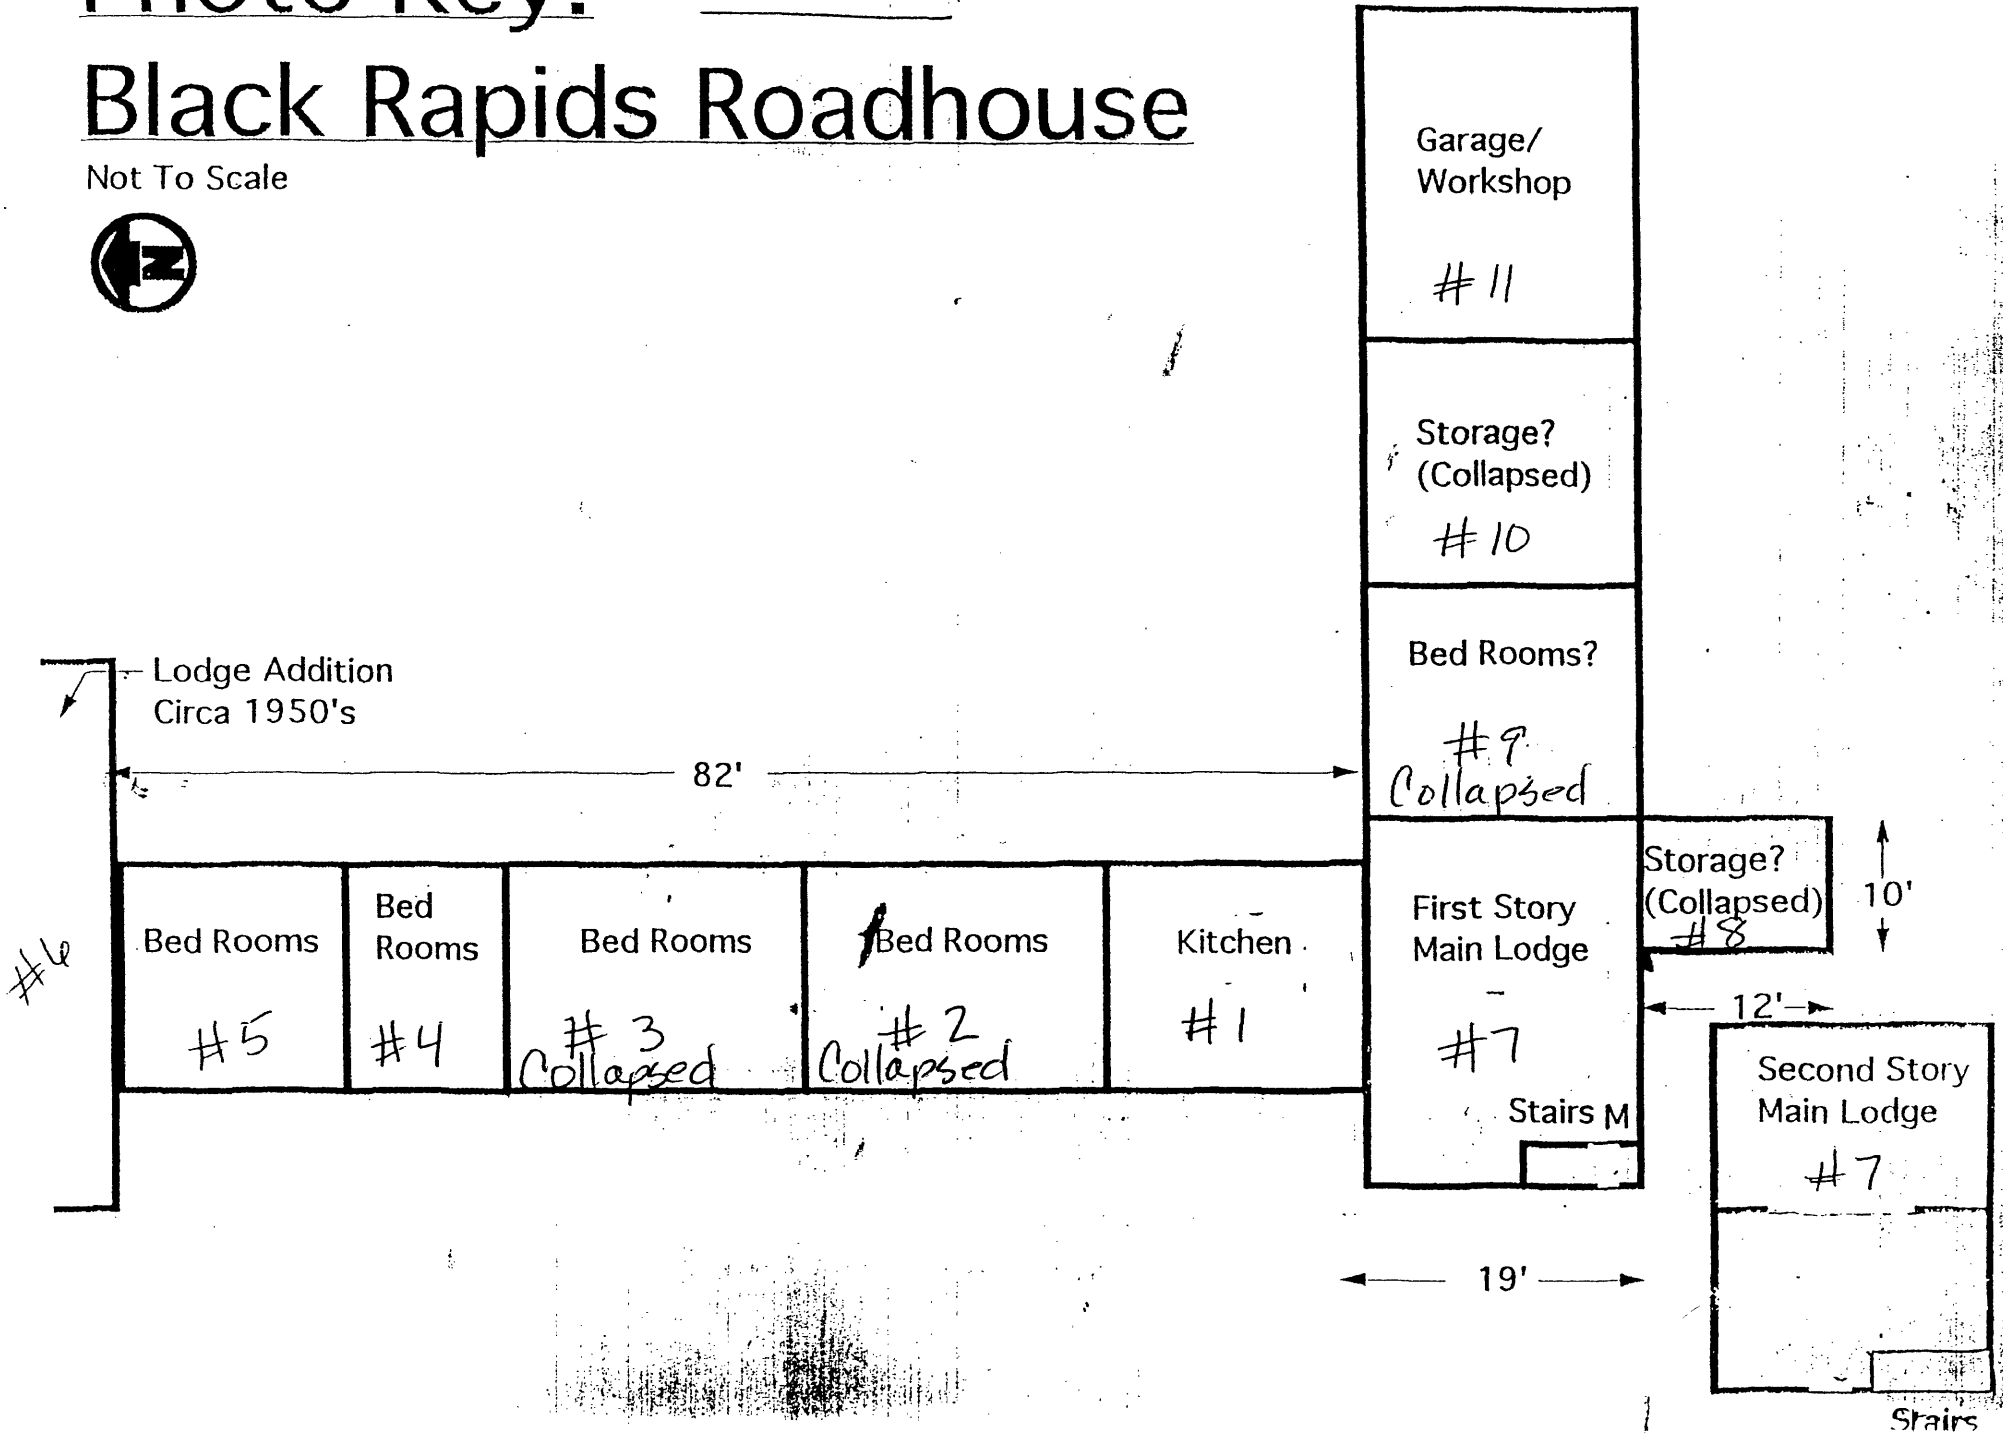 Photo Key:
Black Rapids Roadhouse
Not To Scale
N
Garage/
Workshop
# 11
Storage?
(Collapsed)
# 10
Bed Rooms?
# 9
Collapsed
Lodge Addition
Circa 1950's
82'
#6
Bed Rooms
#5
Bed
Rooms
#4
Bed Rooms
# 3
Collapsed
Bed Rooms
# 2
Collapsed
Kitchen
# 1
First Story
Main Lodge
#7
Stairs M
Storage?
(Collapsed)
#8
10'
12'
19'
Second Story
Main Lodge
#7
Stairs